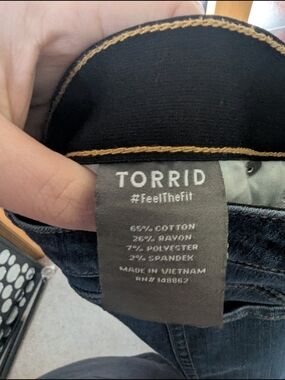 TORRID
#FeelTheFit
65% COTTON
26% RAYON
7% POLYESTER
2% SPANDEX
MADE IN VIETNAM
RN# 148862